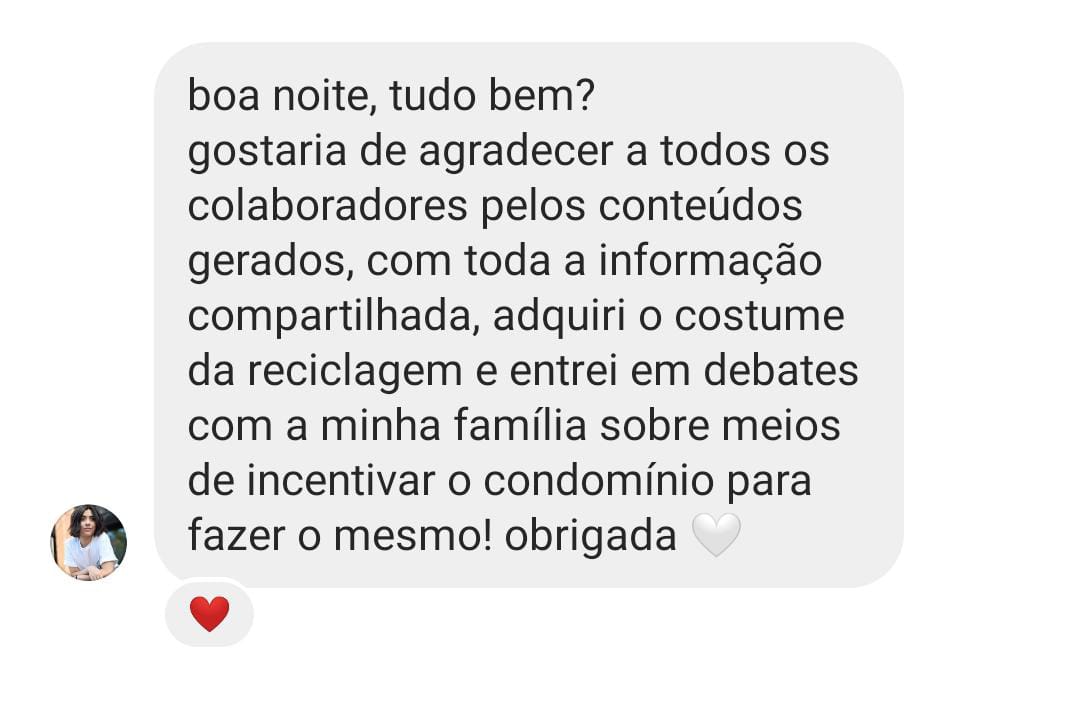 boa noite, tudo bem?
gostaria de agradecer a todos os
colaboradores pelos conteúdos
gerados, com toda a informação
compartilhada, adquiri o costume
da reciclagem e entrei em debates
com a minha família sobre meios
de incentivar o condomínio para
fazer o mesmo! obrigada 🤍
❤️